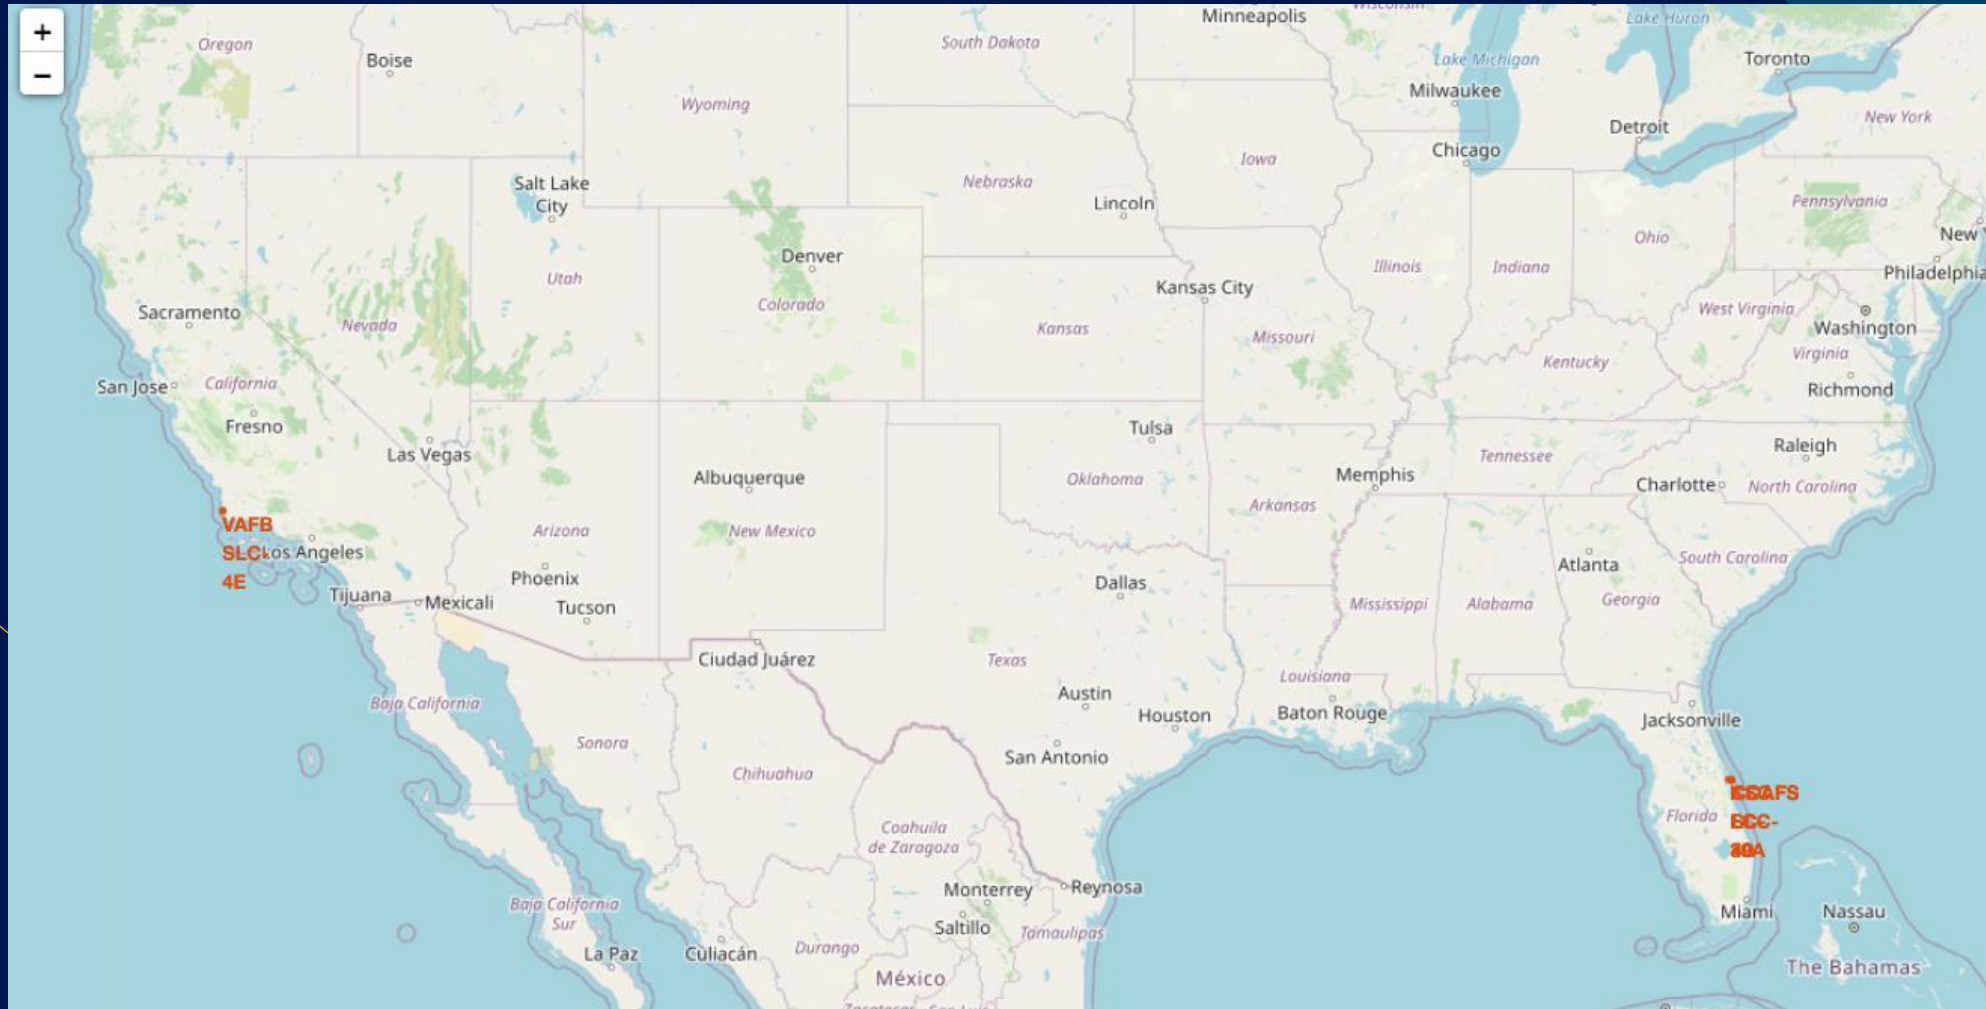 +
−
Oregon
Boise
South Dakota
Minneapolis
Wisconsin
Lake Huron
Toronto
Lake Michigan
Milwaukee
Wyoming
New York
Detroit
Chicago
Iowa
Salt Lake
City
Nebraska
Lincoln
Pennsylvania
New
Ohio
Denver
Utah
Illinois
Indiana
Philadelphia
Kansas City
Colorado
Sacramento
Nevada
Kansas
Missouri
West Virginia
Washington
Virginia
Kentucky
San Jose
California
Richmond
Fresno
Tulsa
Las Vegas
Raleigh
Tennessee
Albuquerque
Oklahoma
Memphis
Charlotte
North Carolina
Arkansas
VAFB
SLC-
4E
Los Angeles
Arizona
New Mexico
South Carolina
Atlanta
Phoenix
Dallas
Tijuana
Mexicali
Tucson
Mississippi
Alabama
Georgia
Ciudad Juárez
Texas
Louisiana
Baja California
Austin
Houston
Baton Rouge
Jacksonville
Sonora
San Antonio
Chihuahua
Florida
Coahuila
de Zaragoza
Monterrey
Reynosa
Baja California
Sur
Saltillo
Tamaulipas
Miami
Nassau
La Paz
Culiacán
Durango
México
The Bahamas